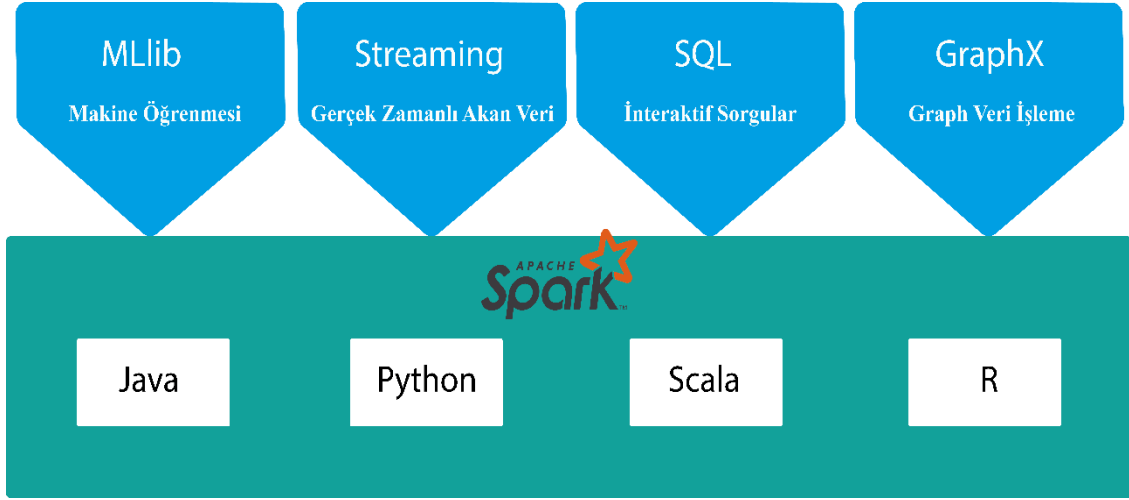 MLlib
Makine Öğrenmesi
Streaming
Gerçek Zamanlı Akan Veri
SQL
İnteraktif Sorgular
GraphX
Graph Veri İşleme
APACHE
Spark™
Java
Python
Scala
R